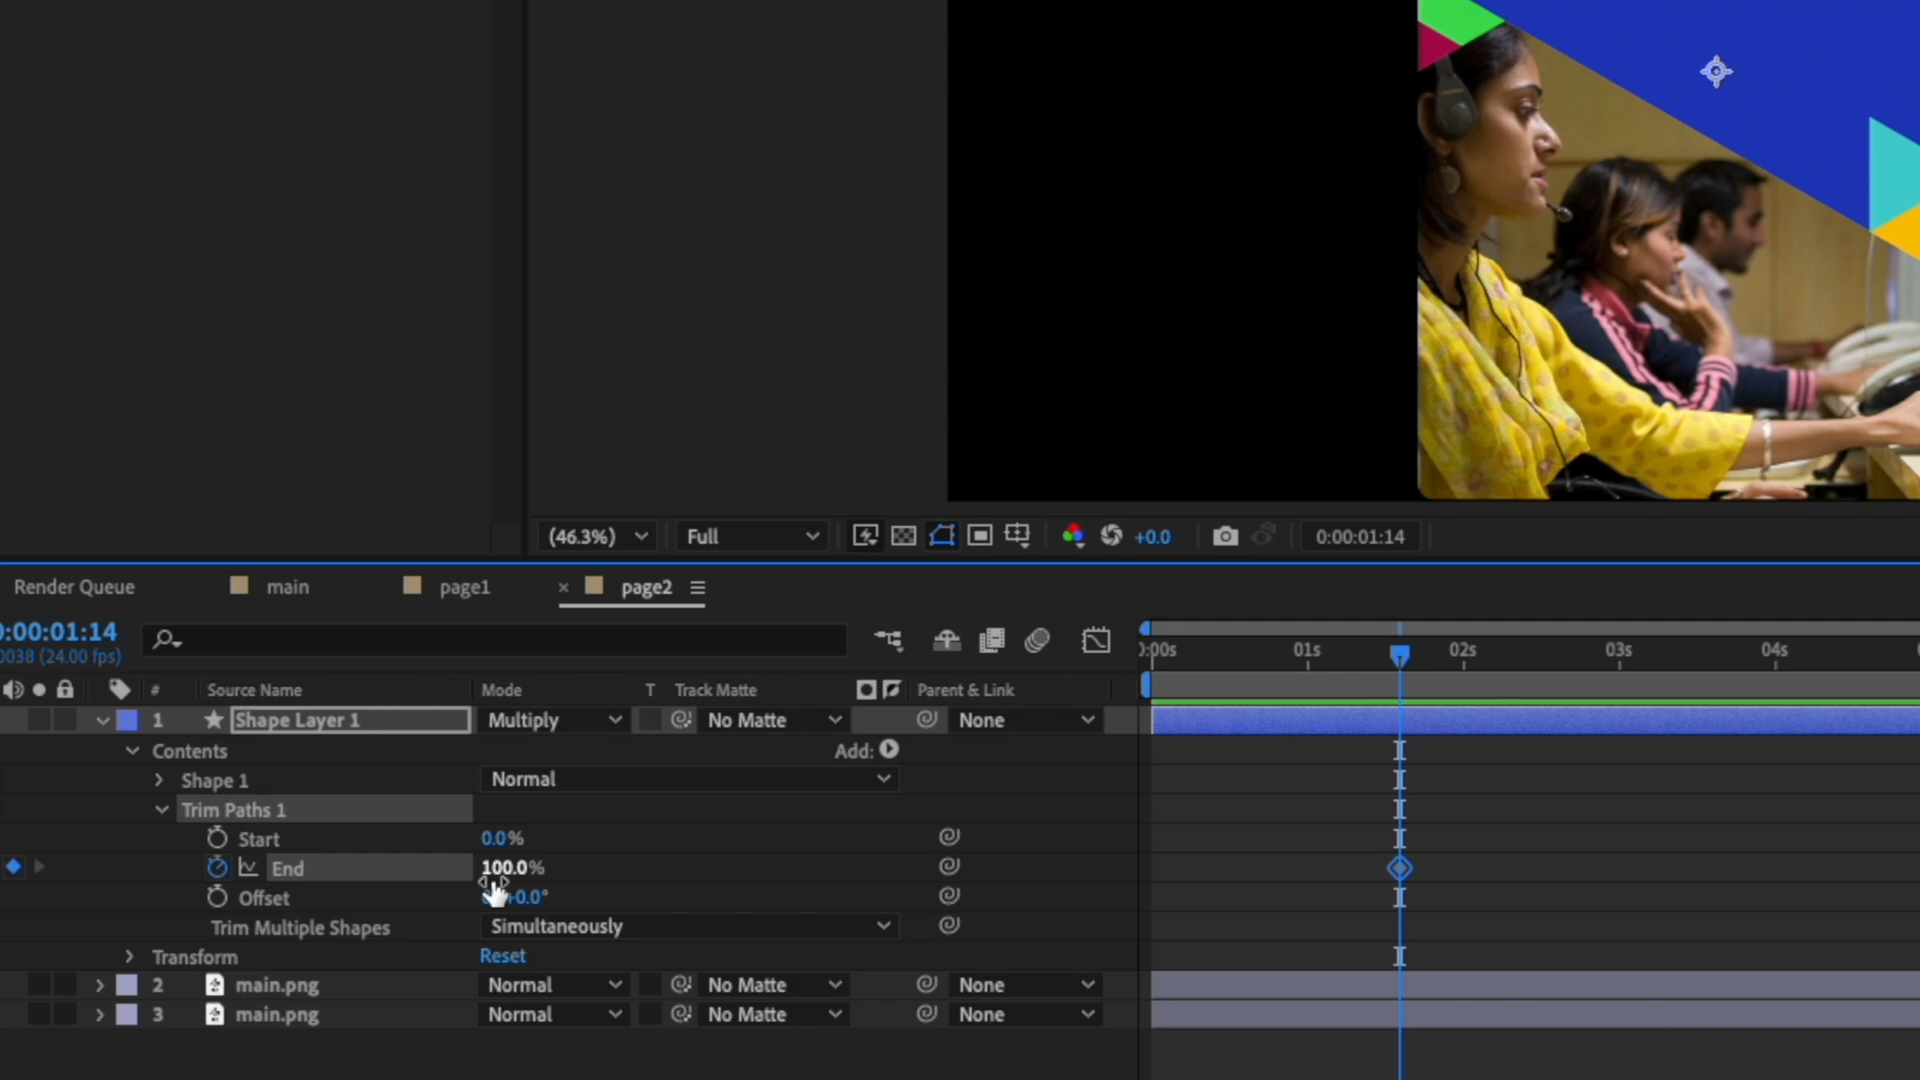 (46.3%) Full +0.0 0:00:01:14
Render Queue main page1 × page2
0:00:01:14
0038 (24.00 fps)
0:00s 01s 02s 03s 04s
# Source Name Mode T Track Matte Parent & Link
1 Shape Layer 1 Multiply No Matte None
Contents Add:
Shape 1 Normal
Trim Paths 1
Start 0.0%
End 100.0%
Offset +0.0°
Trim Multiple Shapes Simultaneously
Transform Reset
2 main.png Normal No Matte None
3 main.png Normal No Matte None